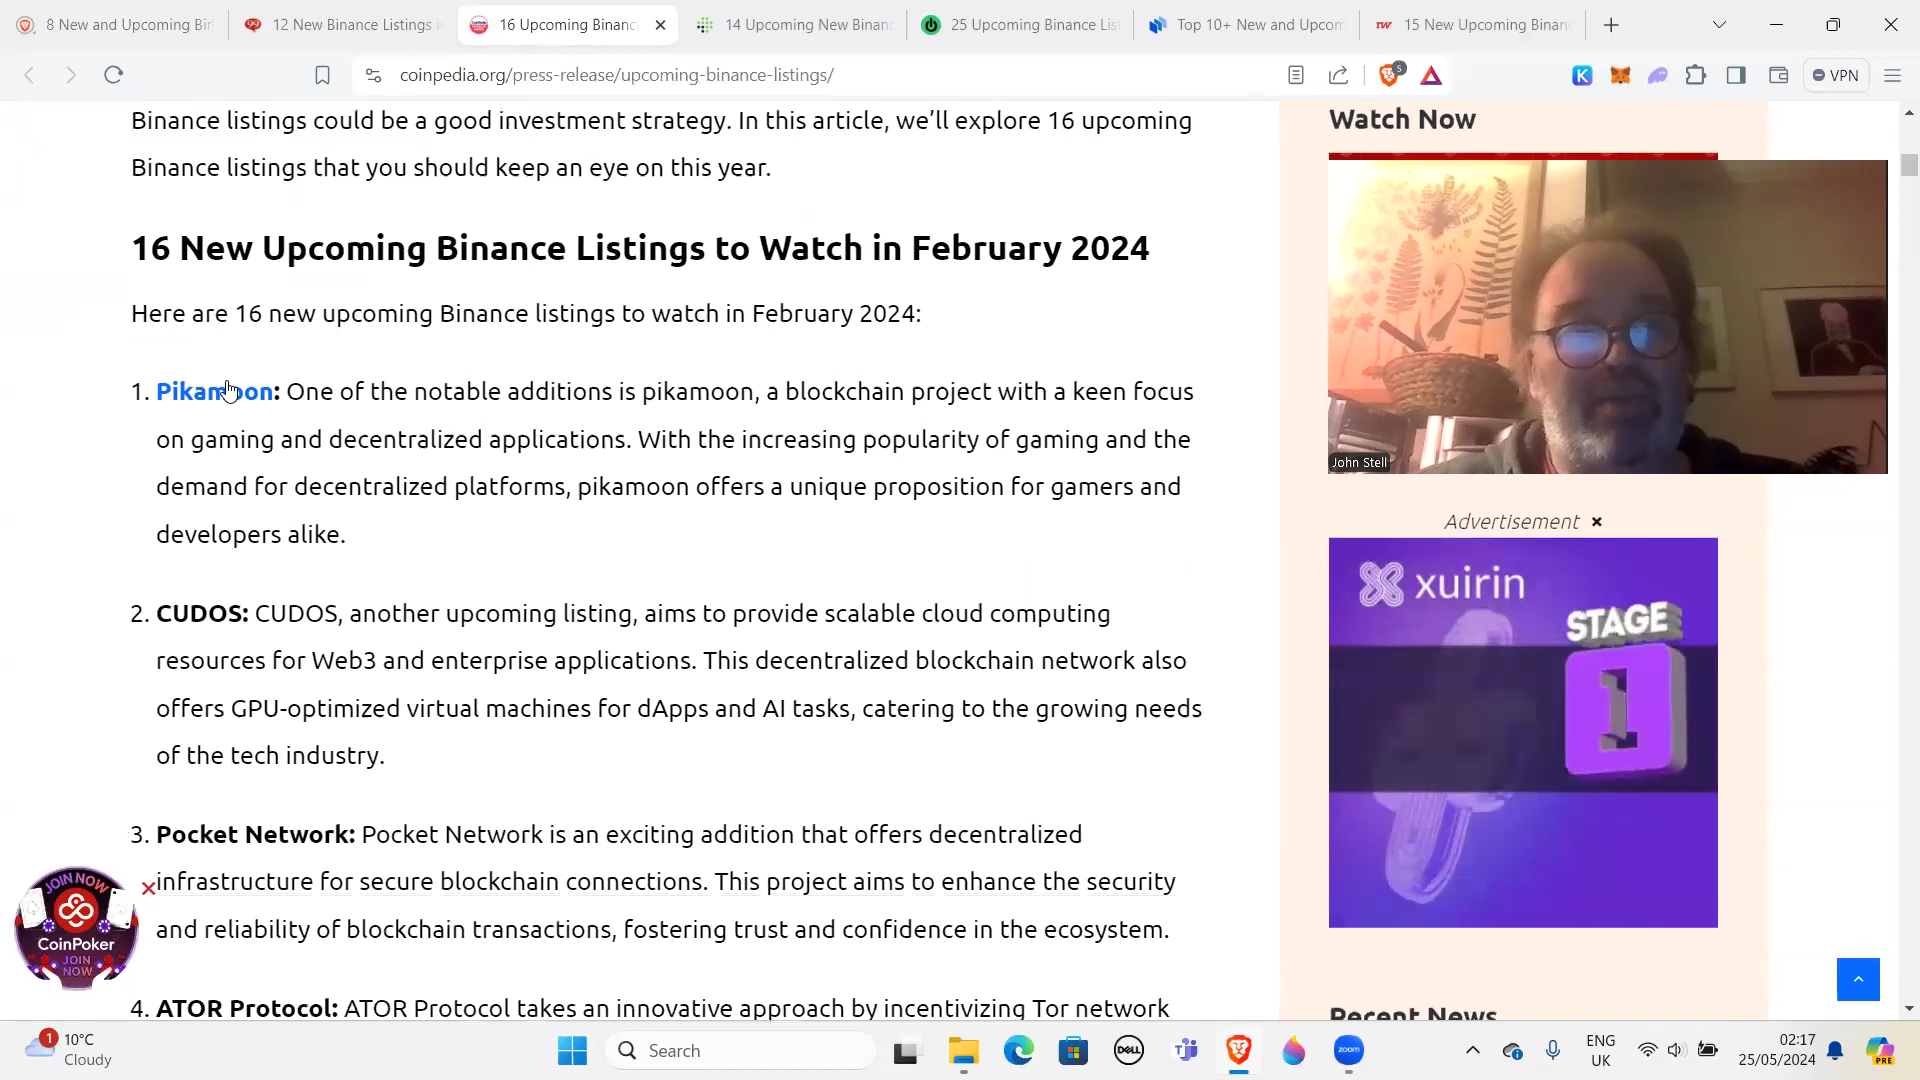 8 New and Upcoming Bin
12 New Binance Listings i
16 Upcoming Binanc
14 Upcoming New Binan
25 Upcoming Binance List
Top 10+ New and Upcom
15 New Upcoming Binanc
coinpedia.org/press-release/upcoming-binance-listings/
5
VPN
Binance listings could be a good investment strategy. In this article, we’ll explore 16 upcoming
Binance listings that you should keep an eye on this year.
16 New Upcoming Binance Listings to Watch in February 2024
Here are 16 new upcoming Binance listings to watch in February 2024:
1. Pikamoon: One of the notable additions is pikamoon, a blockchain project with a keen focus
on gaming and decentralized applications. With the increasing popularity of gaming and the
demand for decentralized platforms, pikamoon offers a unique proposition for gamers and
developers alike.
2. CUDOS: CUDOS, another upcoming listing, aims to provide scalable cloud computing
resources for Web3 and enterprise applications. This decentralized blockchain network also
offers GPU-optimized virtual machines for dApps and AI tasks, catering to the growing needs
of the tech industry.
3. Pocket Network: Pocket Network is an exciting addition that offers decentralized
infrastructure for secure blockchain connections. This project aims to enhance the security
and reliability of blockchain transactions, fostering trust and confidence in the ecosystem.
4. ATOR Protocol: ATOR Protocol takes an innovative approach by incentivizing Tor network
JOIN NOW
CoinPoker
JOIN
NOW
Watch Now
John Stell
Advertisement ×
xuirin
STAGE
1
Recent News
1
10°C
Cloudy
Search
DELL
zoom
ENG
UK
02:17
25/05/2024
PRE